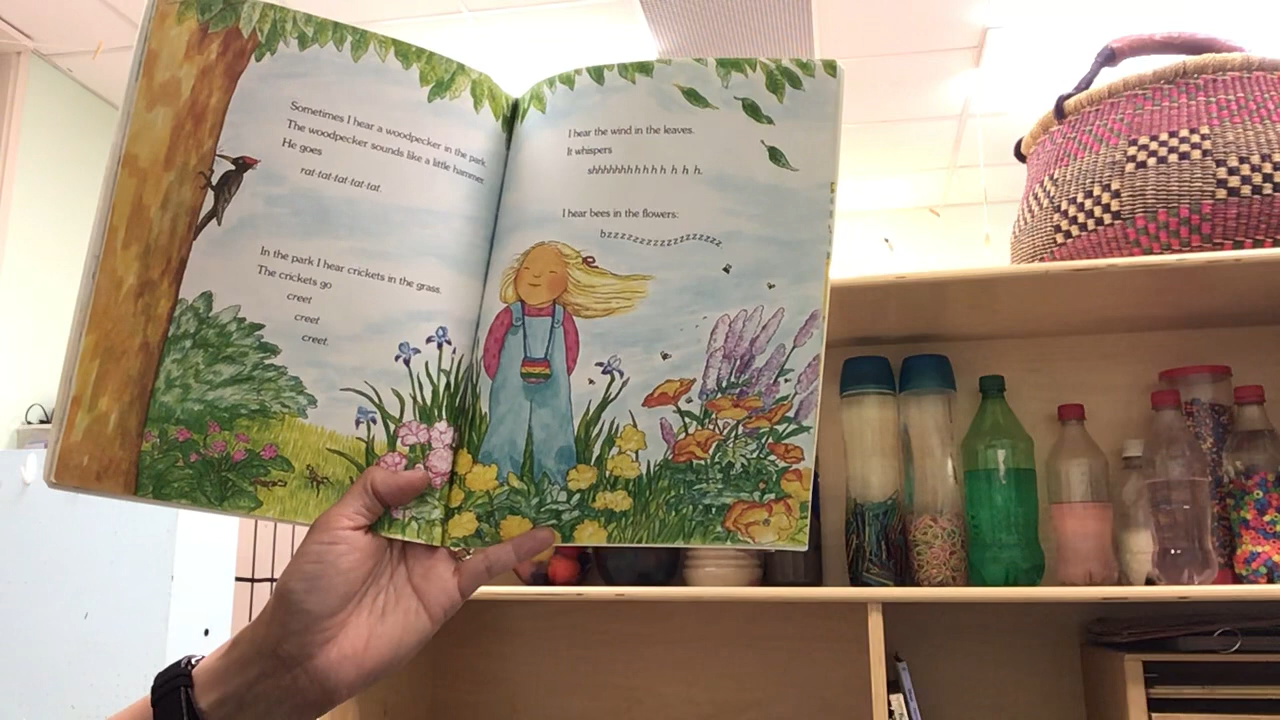 Sometimes I hear a woodpecker in the park.
The woodpecker sounds like a little hammer.
He goes
rat-tat-tat-tat-tat.
In the park I hear crickets in the grass.
The crickets go
creet
creet
creet.
I hear the wind in the leaves.
It whispers
shhhhhhhhhhh h h h.
I hear bees in the flowers:
bzzzzzzzzzzzzzzzzzzz.